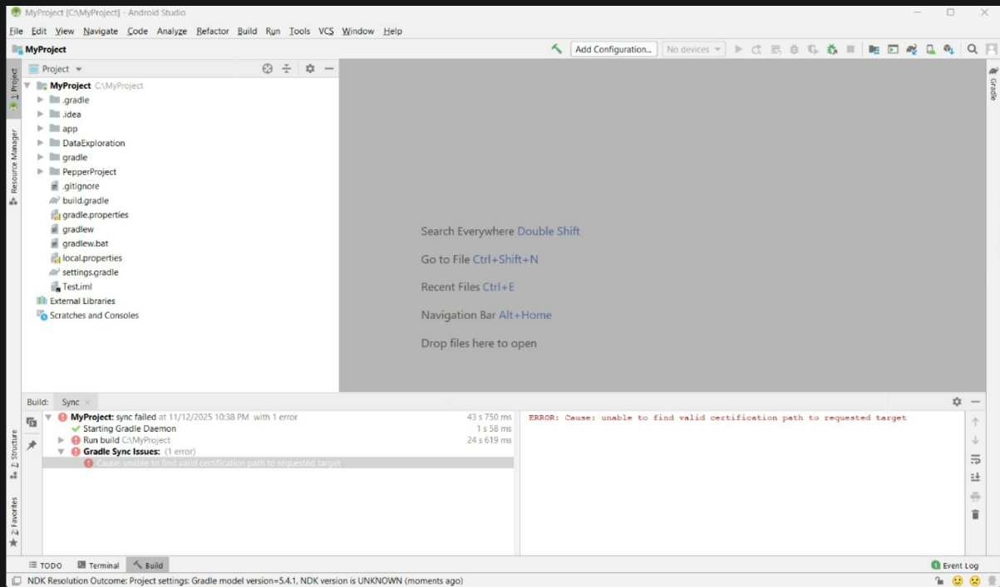 MyProject [C:\MyProject] - Android Studio
File Edit View Navigate Code Analyze Refactor Build Run Tools VCS Window Help
MyProject
Add Configuration...
No devices
1: Project
Resource Manager
Project
MyProject C:\MyProject
.gradle
.idea
app
DataExploration
gradle
PepperProject
.gitignore
build.gradle
gradle.properties
gradlew
gradlew.bat
local.properties
settings.gradle
Test.iml
External Libraries
Scratches and Consoles
Search Everywhere Double Shift
Go to File Ctrl+Shift+N
Recent Files Ctrl+E
Navigation Bar Alt+Home
Drop files here to open
Gradle
Build: Sync
MyProject: sync failed at 11/12/2025 10:38 PM with 1 error 43 s 750 ms
Starting Gradle Daemon 1 s 58 ms
Run build C:\MyProject 24 s 619 ms
Gradle Sync Issues: (1 error)
Cause: unable to find valid certification path to requested target
ERROR: Cause: unable to find valid certification path to requested target
Z: Structure
2: Favorites
TODO Terminal Build
1 Event Log
NDK Resolution Outcome: Project settings: Gradle model version=5.4.1, NDK version is UNKNOWN (moments ago)